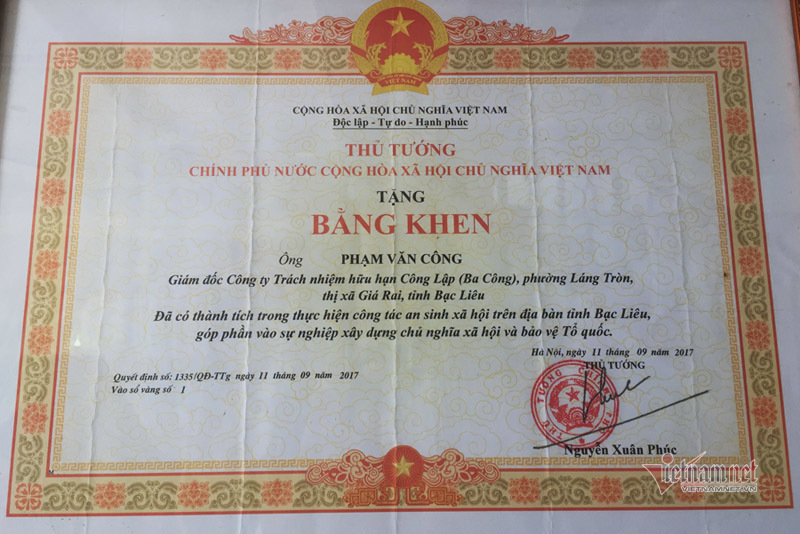 VIỆT NAM
CỘNG HÒA XÃ HỘI CHỦ NGHĨA VIỆT NAM
Độc lập - Tự do - Hạnh phúc
THỦ TƯỚNG
CHÍNH PHỦ NƯỚC CỘNG HÒA XÃ HỘI CHỦ NGHĨA VIỆT NAM
TẶNG
BẰNG KHEN
Ông PHẠM VĂN CÔNG
Giám đốc Công ty Trách nhiệm hữu hạn Công Lập (Ba Công), phường Láng Tròn,
thị xã Giá Rai, tỉnh Bạc Liêu
Đã có thành tích trong thực hiện công tác an sinh xã hội trên địa bàn tỉnh Bạc Liêu,
góp phần vào sự nghiệp xây dựng chủ nghĩa xã hội và bảo vệ Tổ quốc.
Hà Nội, ngày 11 tháng 09 năm 2017
THỦ TƯỚNG
Quyết định số: 1335/QĐ-TTg ngày 11 tháng 09 năm 2017
Vào sổ vàng số 1
Nguyễn Xuân Phúc
vietnamnet
VIETNAMNET.VN